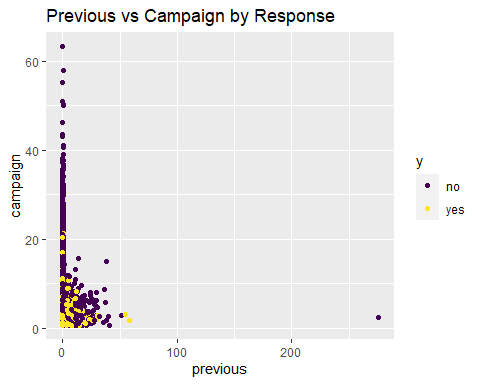 Previous vs Campaign by Response
60
40
20
0
campaign
0
100
200
previous
y
no
yes